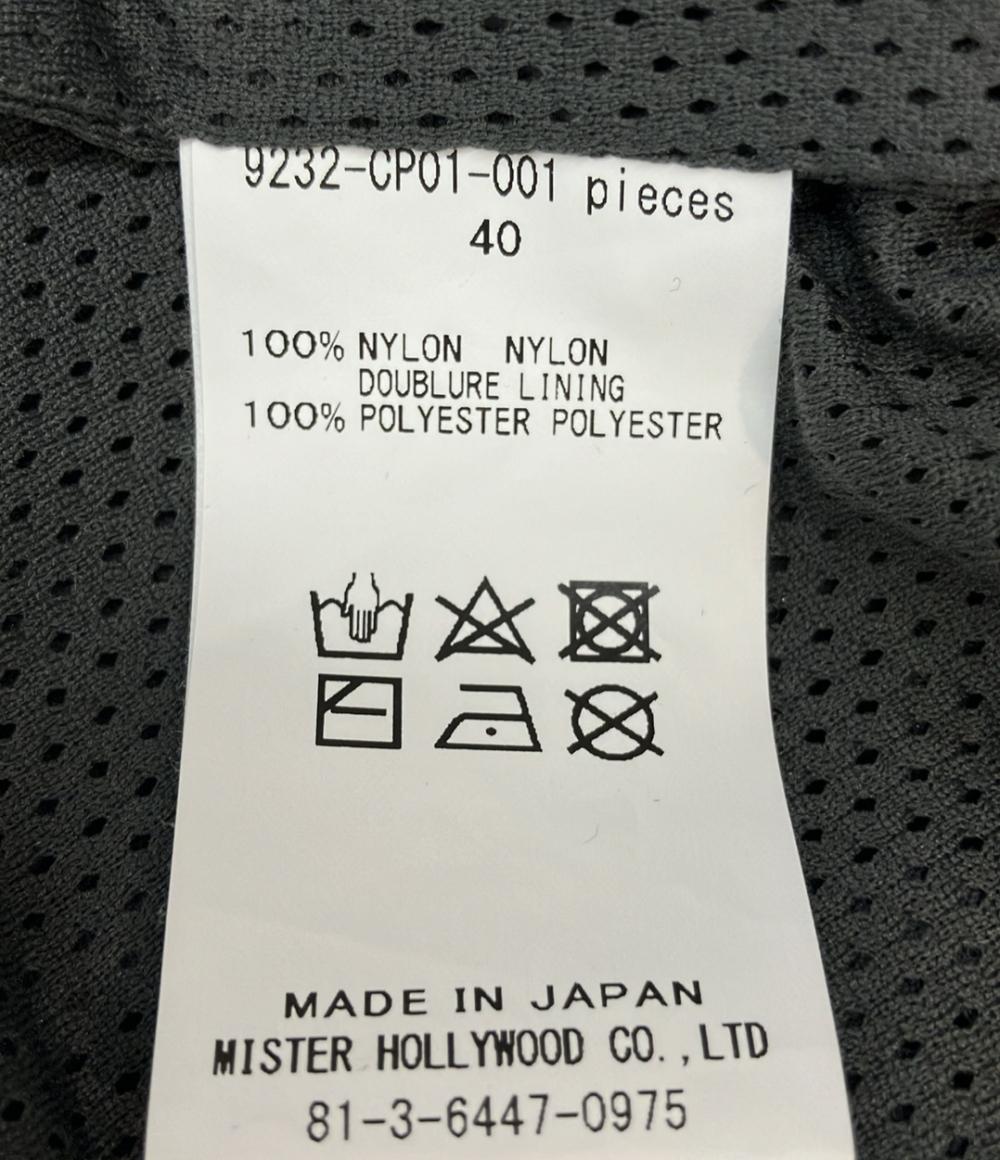 9232-CP01-001 pieces
40
100% NYLON NYLON
DOUBLURE LINING
100% POLYESTER POLYESTER
MADE IN JAPAN
MISTER HOLLYWOOD CO.,LTD
81-3-6447-0975